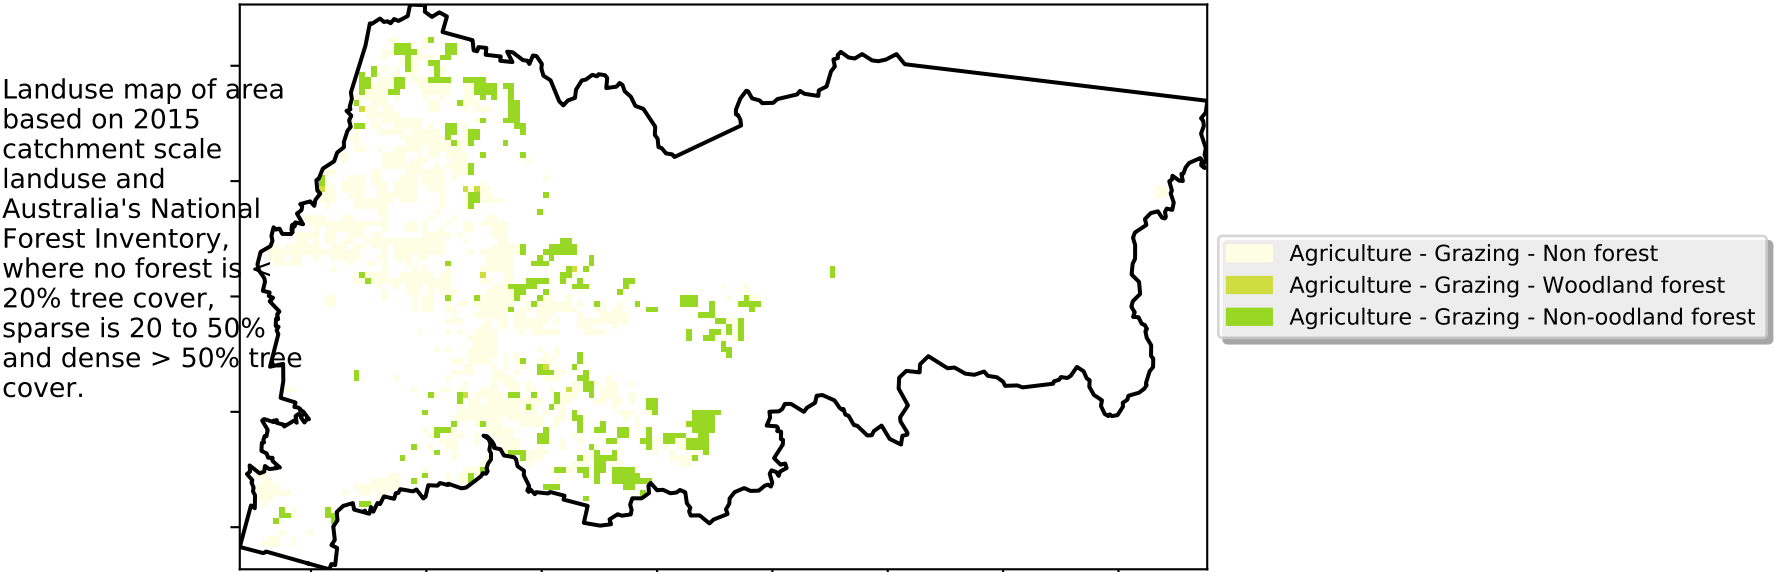 Landuse map of area
based on 2015
catchment scale
landuse and
Australia's National
Forest Inventory,
where no forest is <
20% tree cover,
sparse is 20 to 50%
and dense > 50% tree
cover.
Agriculture - Grazing - Non forest
Agriculture - Grazing - Woodland forest
Agriculture - Grazing - Non-oodland forest